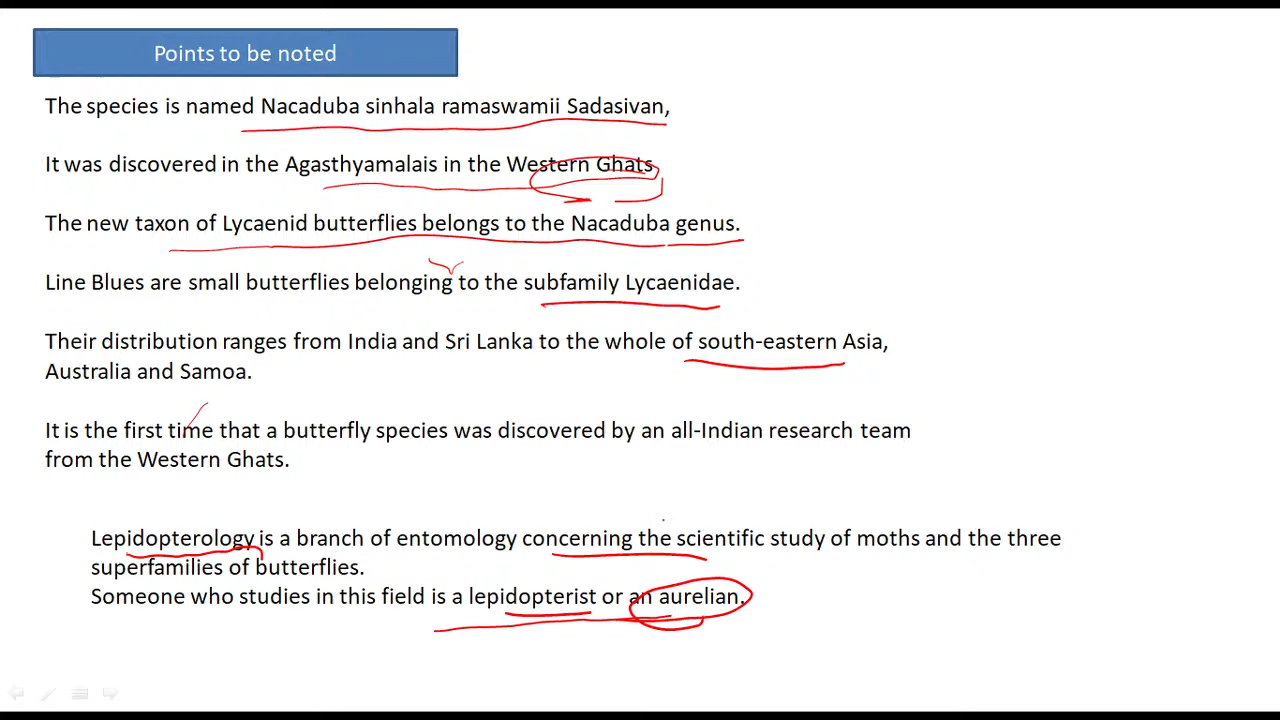 Points to be noted
The species is named Nacaduba sinhala ramaswamii Sadasivan,
It was discovered in the Agasthyamalais in the Western Ghats.
The new taxon of Lycaenid butterflies belongs to the Nacaduba genus.
Line Blues are small butterflies belonging to the subfamily Lycaenidae.
Their distribution ranges from India and Sri Lanka to the whole of south-eastern Asia,
Australia and Samoa.
It is the first time that a butterfly species was discovered by an all-Indian research team
from the Western Ghats.
Lepidopterology is a branch of entomology concerning the scientific study of moths and the three
superfamilies of butterflies.
Someone who studies in this field is a lepidopterist or an aurelian.